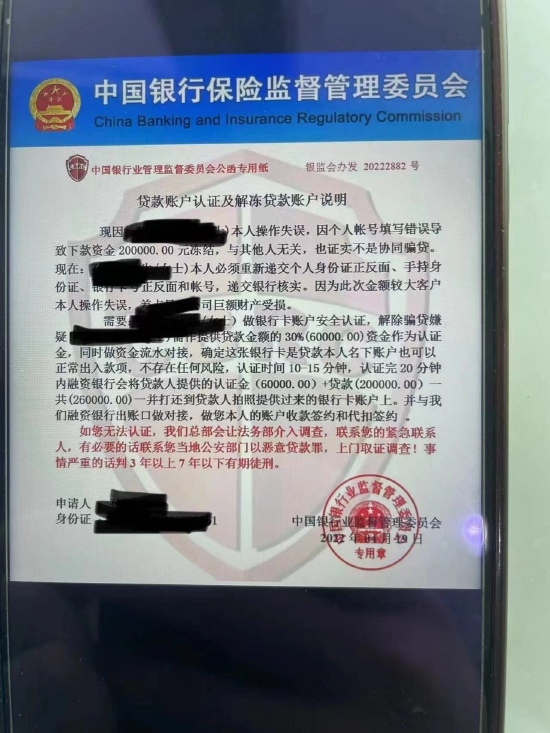 中国银行保险监督管理委员会
China Banking and Insurance Regulatory Commission
中国银行业管理监督委员会公函专用纸 银监会办发 20222882 号
贷款账户认证及解冻贷款账户说明
现因 )本人操作失误，因个人帐号填写错误导
致下款资金 200000.00 元冻结，与其他人无关，也证实不是协同骗贷。
现在： 士)本人必须重新递交个人身份证正反面、手持身
份证、银行卡号正反面和帐号，递交银行核实。因为此次金额较大客户
本人操作失误， 司巨额财产受损。
需要 士）做银行卡账户安全认证，解除骗贷嫌
疑 需作提供贷款金额的 30%(60000.00)资金作为认证
金，同时做资金流水对接，确定这张银行卡是贷款本人名下账户也可以
正常出入款项，不存在任何风险，认证时间 10-15 分钟，认证完 20 分钟
内融资银行会将贷款人提供的认证金（60000.00）+贷款(200000.00）一
共(260000.00)一并打还到贷款人拍照提供过来的银行卡账户上。并与我
们融资银行出账口做对接，做您本人的账户收款签约和代扣签约 。
如您无法认证，我们总部会让法务部介入调查，联系您的紧急联系
人，有必要的话联系您当地公安部门以恶意贷款罪，上门取证调查！事
情严重的话判 3 年以上 7 年以下有期徒刑。
申请人
身份证 1
中国银行业监督管理委员会
2022 年 04 月 19 日
专用章